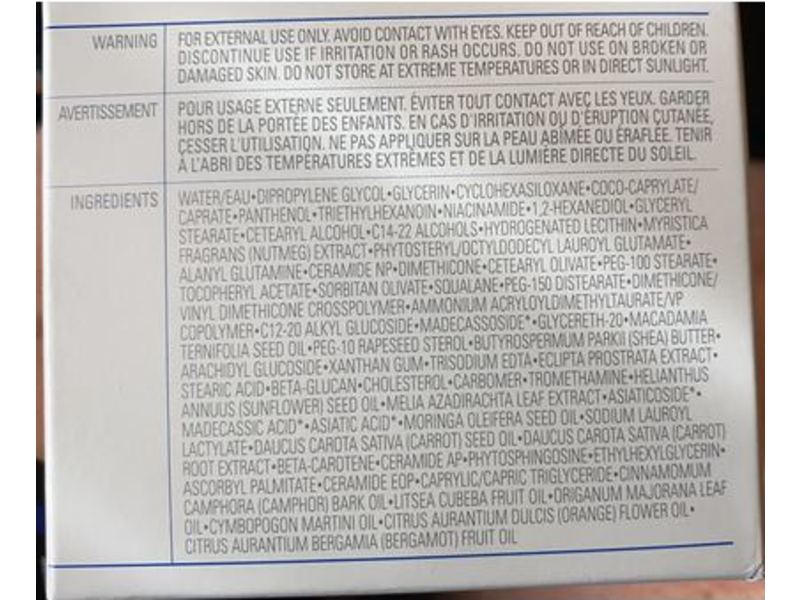 WARNING
FOR EXTERNAL USE ONLY. AVOID CONTACT WITH EYES. KEEP OUT OF REACH OF CHILDREN.
DISCONTINUE USE IF IRRITATION OR RASH OCCURS. DO NOT USE ON BROKEN OR
DAMAGED SKIN. DO NOT STORE AT EXTREME TEMPERATURES OR IN DIRECT SUNLIGHT.
AVERTISSEMENT
POUR USAGE EXTERNE SEULEMENT. ÉVITER TOUT CONTACT AVEC LES YEUX. GARDER
HORS DE LA PORTÉE DES ENFANTS. EN CAS D'IRRITATION OU D'ÉRUPTION CUTANÉE,
CESSER L'UTILISATION. NE PAS APPLIQUER SUR LA PEAU ABÎMÉE OU ÉRAFLÉE. TENIR
À L'ABRI DES TEMPÉRATURES EXTRÊMES ET DE LA LUMIÈRE DIRECTE DU SOLEIL.
INGREDIENTS
WATER/EAU•DIPROPYLENE GLYCOL•GLYCERIN•CYCLOHEXASILOXANE•COCO-CAPRYLATE/
CAPRATE•PANTHENOL•TRIETHYLHEXANOIN•NIACINAMIDE•1,2-HEXANEDIOL•GLYCERYL
STEARATE•CETEARYL ALCOHOL•C14-22 ALCOHOLS•HYDROGENATED LECITHIN•MYRISTICA
FRAGRANS (NUTMEG) EXTRACT•PHYTOSTERYL/OCTYLDODECYL LAUROYL GLUTAMATE•
ALANYL GLUTAMINE•CERAMIDE NP•DIMETHICONE•CETEARYL OLIVATE•PEG-100 STEARATE•
TOCOPHERYL ACETATE•SORBITAN OLIVATE•SQUALANE•PEG-150 DISTEARATE•DIMETHICONE/
VINYL DIMETHICONE CROSSPOLYMER•AMMONIUM ACRYLOYLDIMETHYLTAURATE/VP
COPOLYMER•C12-20 ALKYL GLUCOSIDE•MADECASSOSIDE*•GLYCERETH-20•MACADAMIA
TERNIFOLIA SEED OIL•PEG-10 RAPESEED STEROL•BUTYROSPERMUM PARKII (SHEA) BUTTER•
ARACHIDYL GLUCOSIDE•XANTHAN GUM•TRISODIUM EDTA•ECLIPTA PROSTRATA EXTRACT•
STEARIC ACID•BETA-GLUCAN•CHOLESTEROL•CARBOMER•TROMETHAMINE•HELIANTHUS
ANNUUS (SUNFLOWER) SEED OIL•MELIA AZADIRACHTA LEAF EXTRACT•ASIATICOSIDE*•
MADECASSIC ACID*•ASIATIC ACID*•MORINGA OLEIFERA SEED OIL•SODIUM LAUROYL
LACTYLATE•DAUCUS CAROTA SATIVA (CARROT) SEED OIL•DAUCUS CAROTA SATIVA (CARROT)
ROOT EXTRACT•BETA-CAROTENE•CERAMIDE AP•PHYTOSPHINGOSINE•ETHYLHEXYLGLYCERIN•
ASCORBYL PALMITATE•CERAMIDE EOP•CAPRYLIC/CAPRIC TRIGLYCERIDE•CINNAMOMUM
CAMPHORA (CAMPHOR) BARK OIL•LITSEA CUBEBA FRUIT OIL•ORIGANUM MAJORANA LEAF
OIL•CYMBOPOGON MARTINI OIL•CITRUS AURANTIUM DULCIS (ORANGE) FLOWER OIL•
CITRUS AURANTIUM BERGAMIA (BERGAMOT) FRUIT OIL